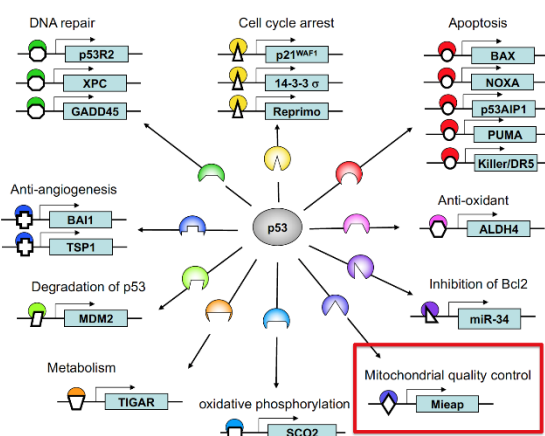 DNA repair
p53R2
XPC
GADD45
Cell cycle arrest
p21WAF1
14-3-3 σ
Reprimo
Apoptosis
BAX
NOXA
p53AIP1
PUMA
Killer/DR5
Anti-angiogenesis
BAI1
TSP1
p53
Anti-oxidant
ALDH4
Degradation of p53
MDM2
Inhibition of Bcl2
miR-34
Metabolism
TIGAR
oxidative phosphorylation
SCO2
Mitochondrial quality control
Mieap